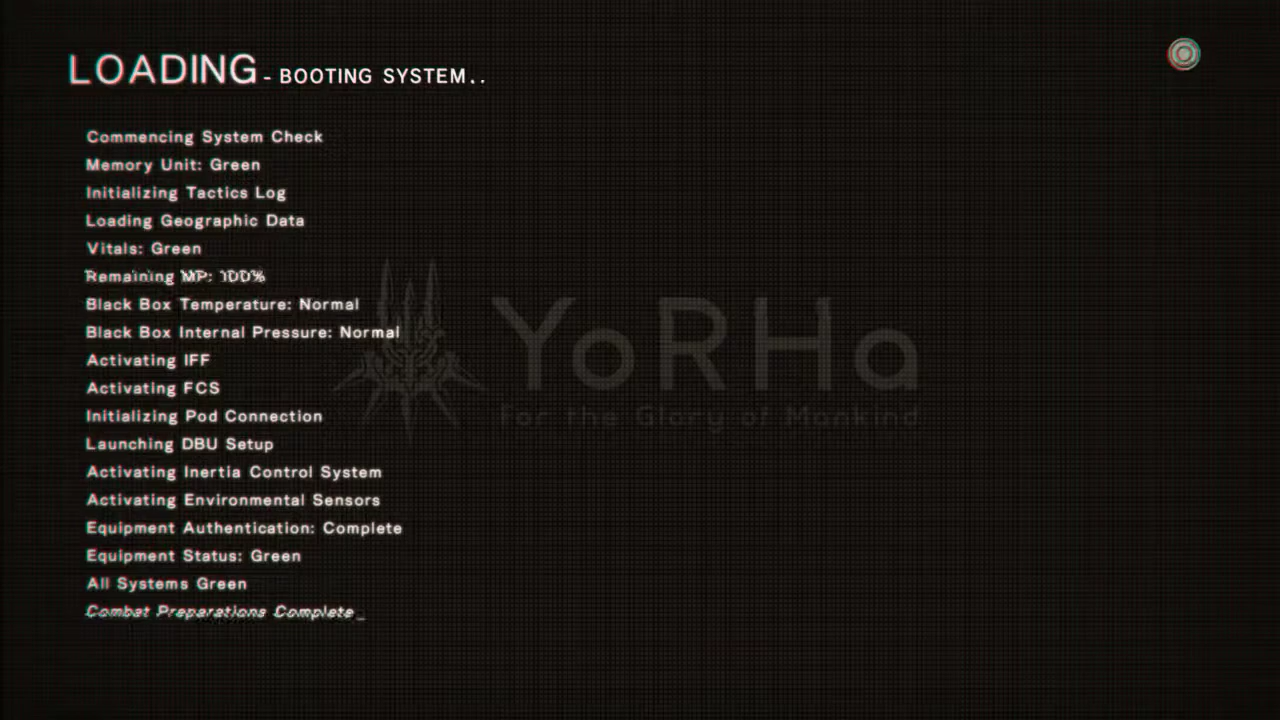 LOADING - BOOTING SYSTEM..
Commencing System Check
Memory Unit: Green
Initializing Tactics Log
Loading Geographic Data
Vitals: Green
Remaining MP: 100%
Black Box Temperature: Normal
Black Box Internal Pressure: Normal
Activating IFF
Activating FCS
Initializing Pod Connection
Launching DBU Setup
Activating Inertia Control System
Activating Environmental Sensors
Equipment Authentication: Complete
Equipment Status: Green
All Systems Green
Combat Preparations Complete_
YoRHa
For the Glory of Mankind